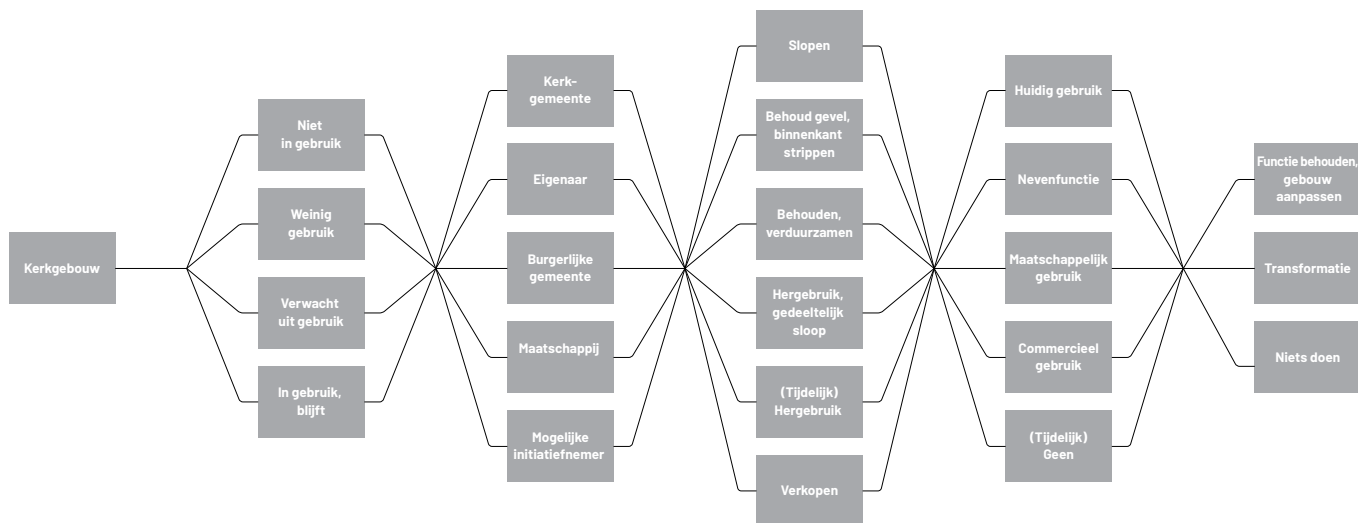 Kerkgebouw
Niet
in gebruik
Weinig
gebruik
Verwacht
uit gebruik
In gebruik,
blijft
Kerk-
gemeente
Eigenaar
Burgerlijke
gemeente
Maatschappij
Mogelijke
initiatiefnemer
Slopen
Behoud gevel,
binnenkant
strippen
Behouden,
verduurzamen
Hergebruik,
gedeeltelijk
sloop
(Tijdelijk)
Hergebruik
Verkopen
Huidig gebruik
Nevenfunctie
Maatschappelijk
gebruik
Commercieel
gebruik
(Tijdelijk)
Geen
Functie behouden,
gebouw
aanpassen
Transformatie
Niets doen